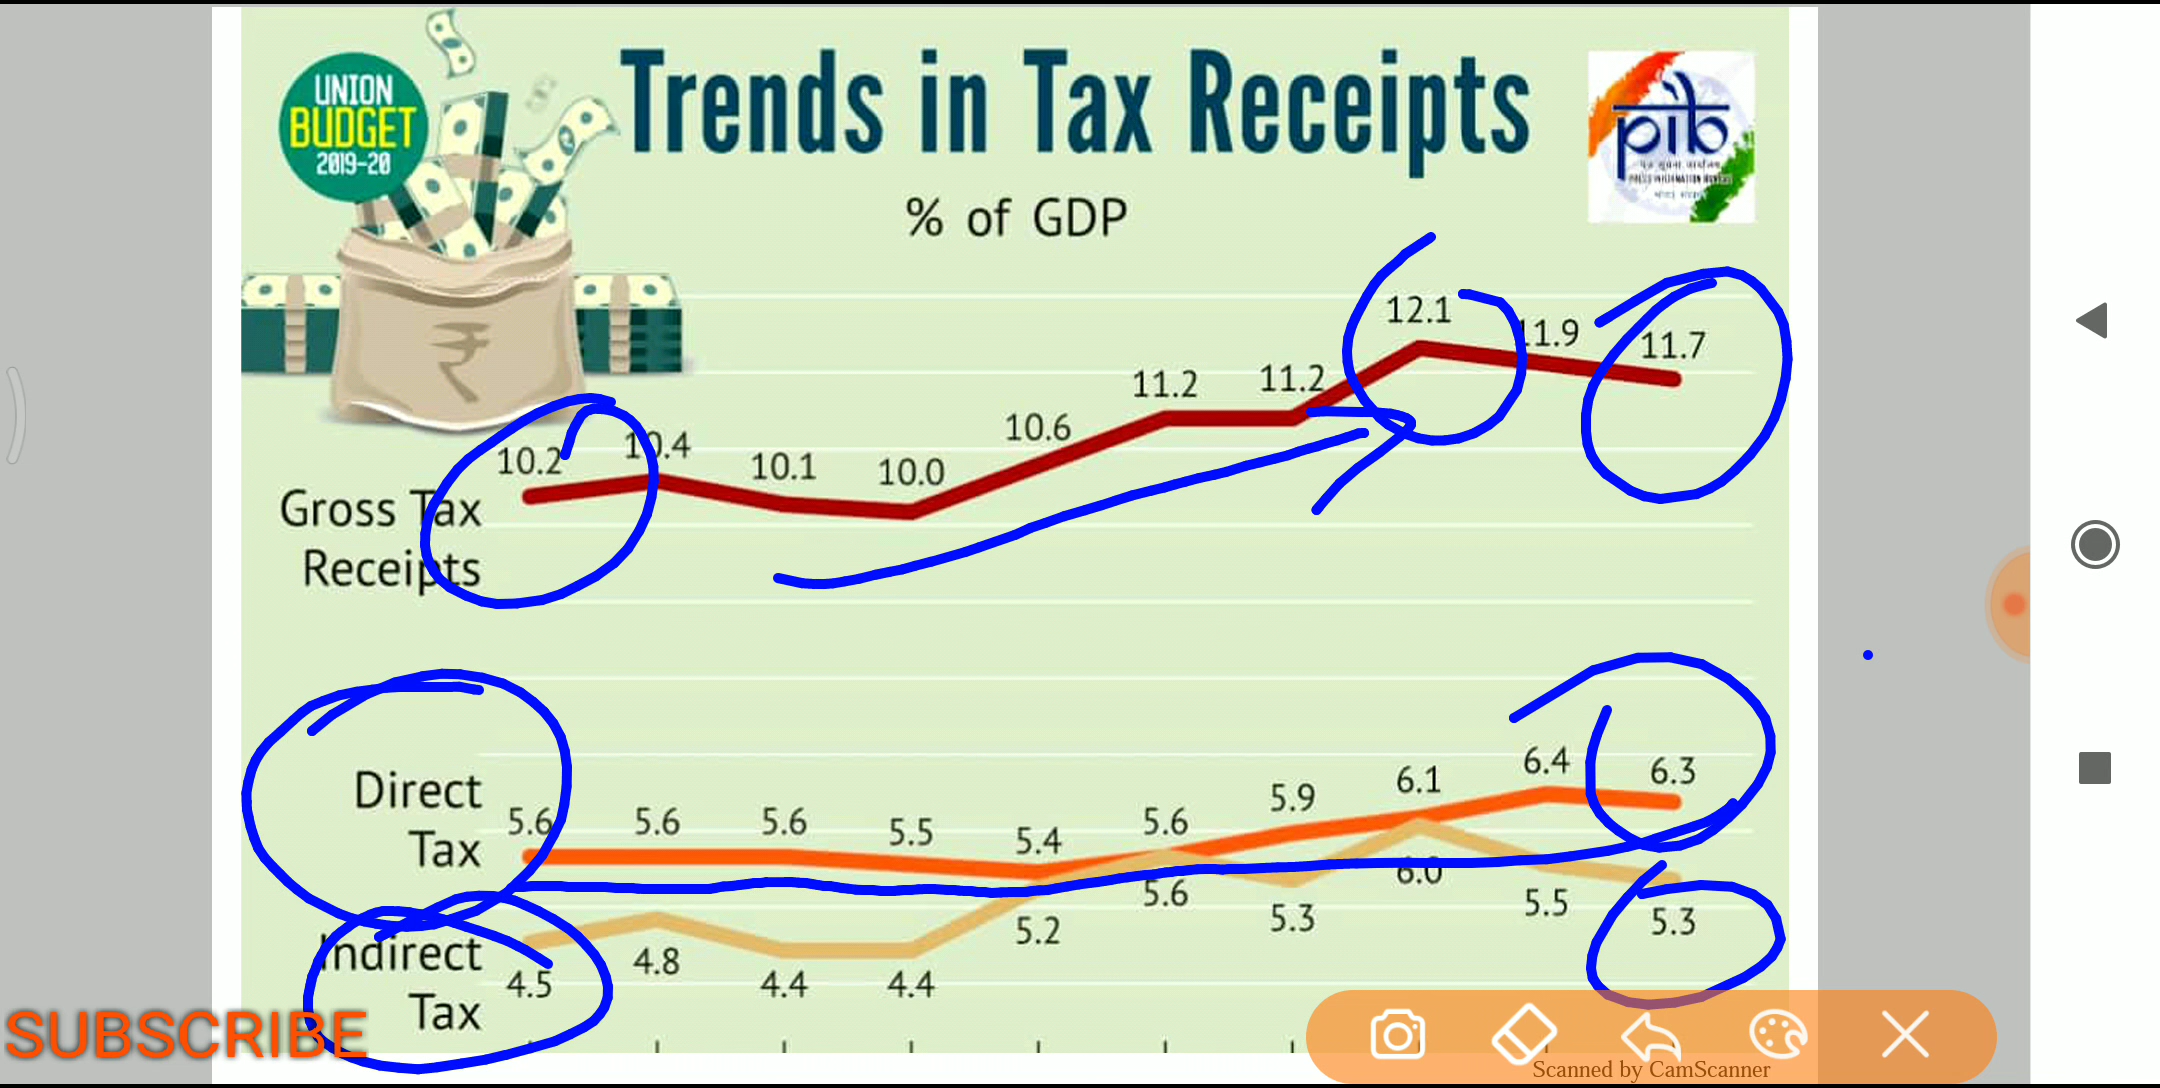 UNION
BUDGET
2019-20
Trends in Tax Receipts
% of GDP
pib
PRESS INFORMATION BUREAU
12.1
11.9
11.7
11.2
11.2
10.6
10.2
10.4
10.1
10.0
Gross Tax
Receipts
Direct
Tax
5.6
5.6
5.6
5.5
5.4
5.6
5.9
6.1
6.4
6.3
Indirect
Tax
4.5
4.8
4.4
4.4
5.2
5.6
5.3
6.0
5.5
5.3
SUBSCRIBE
Scanned by CamScanner